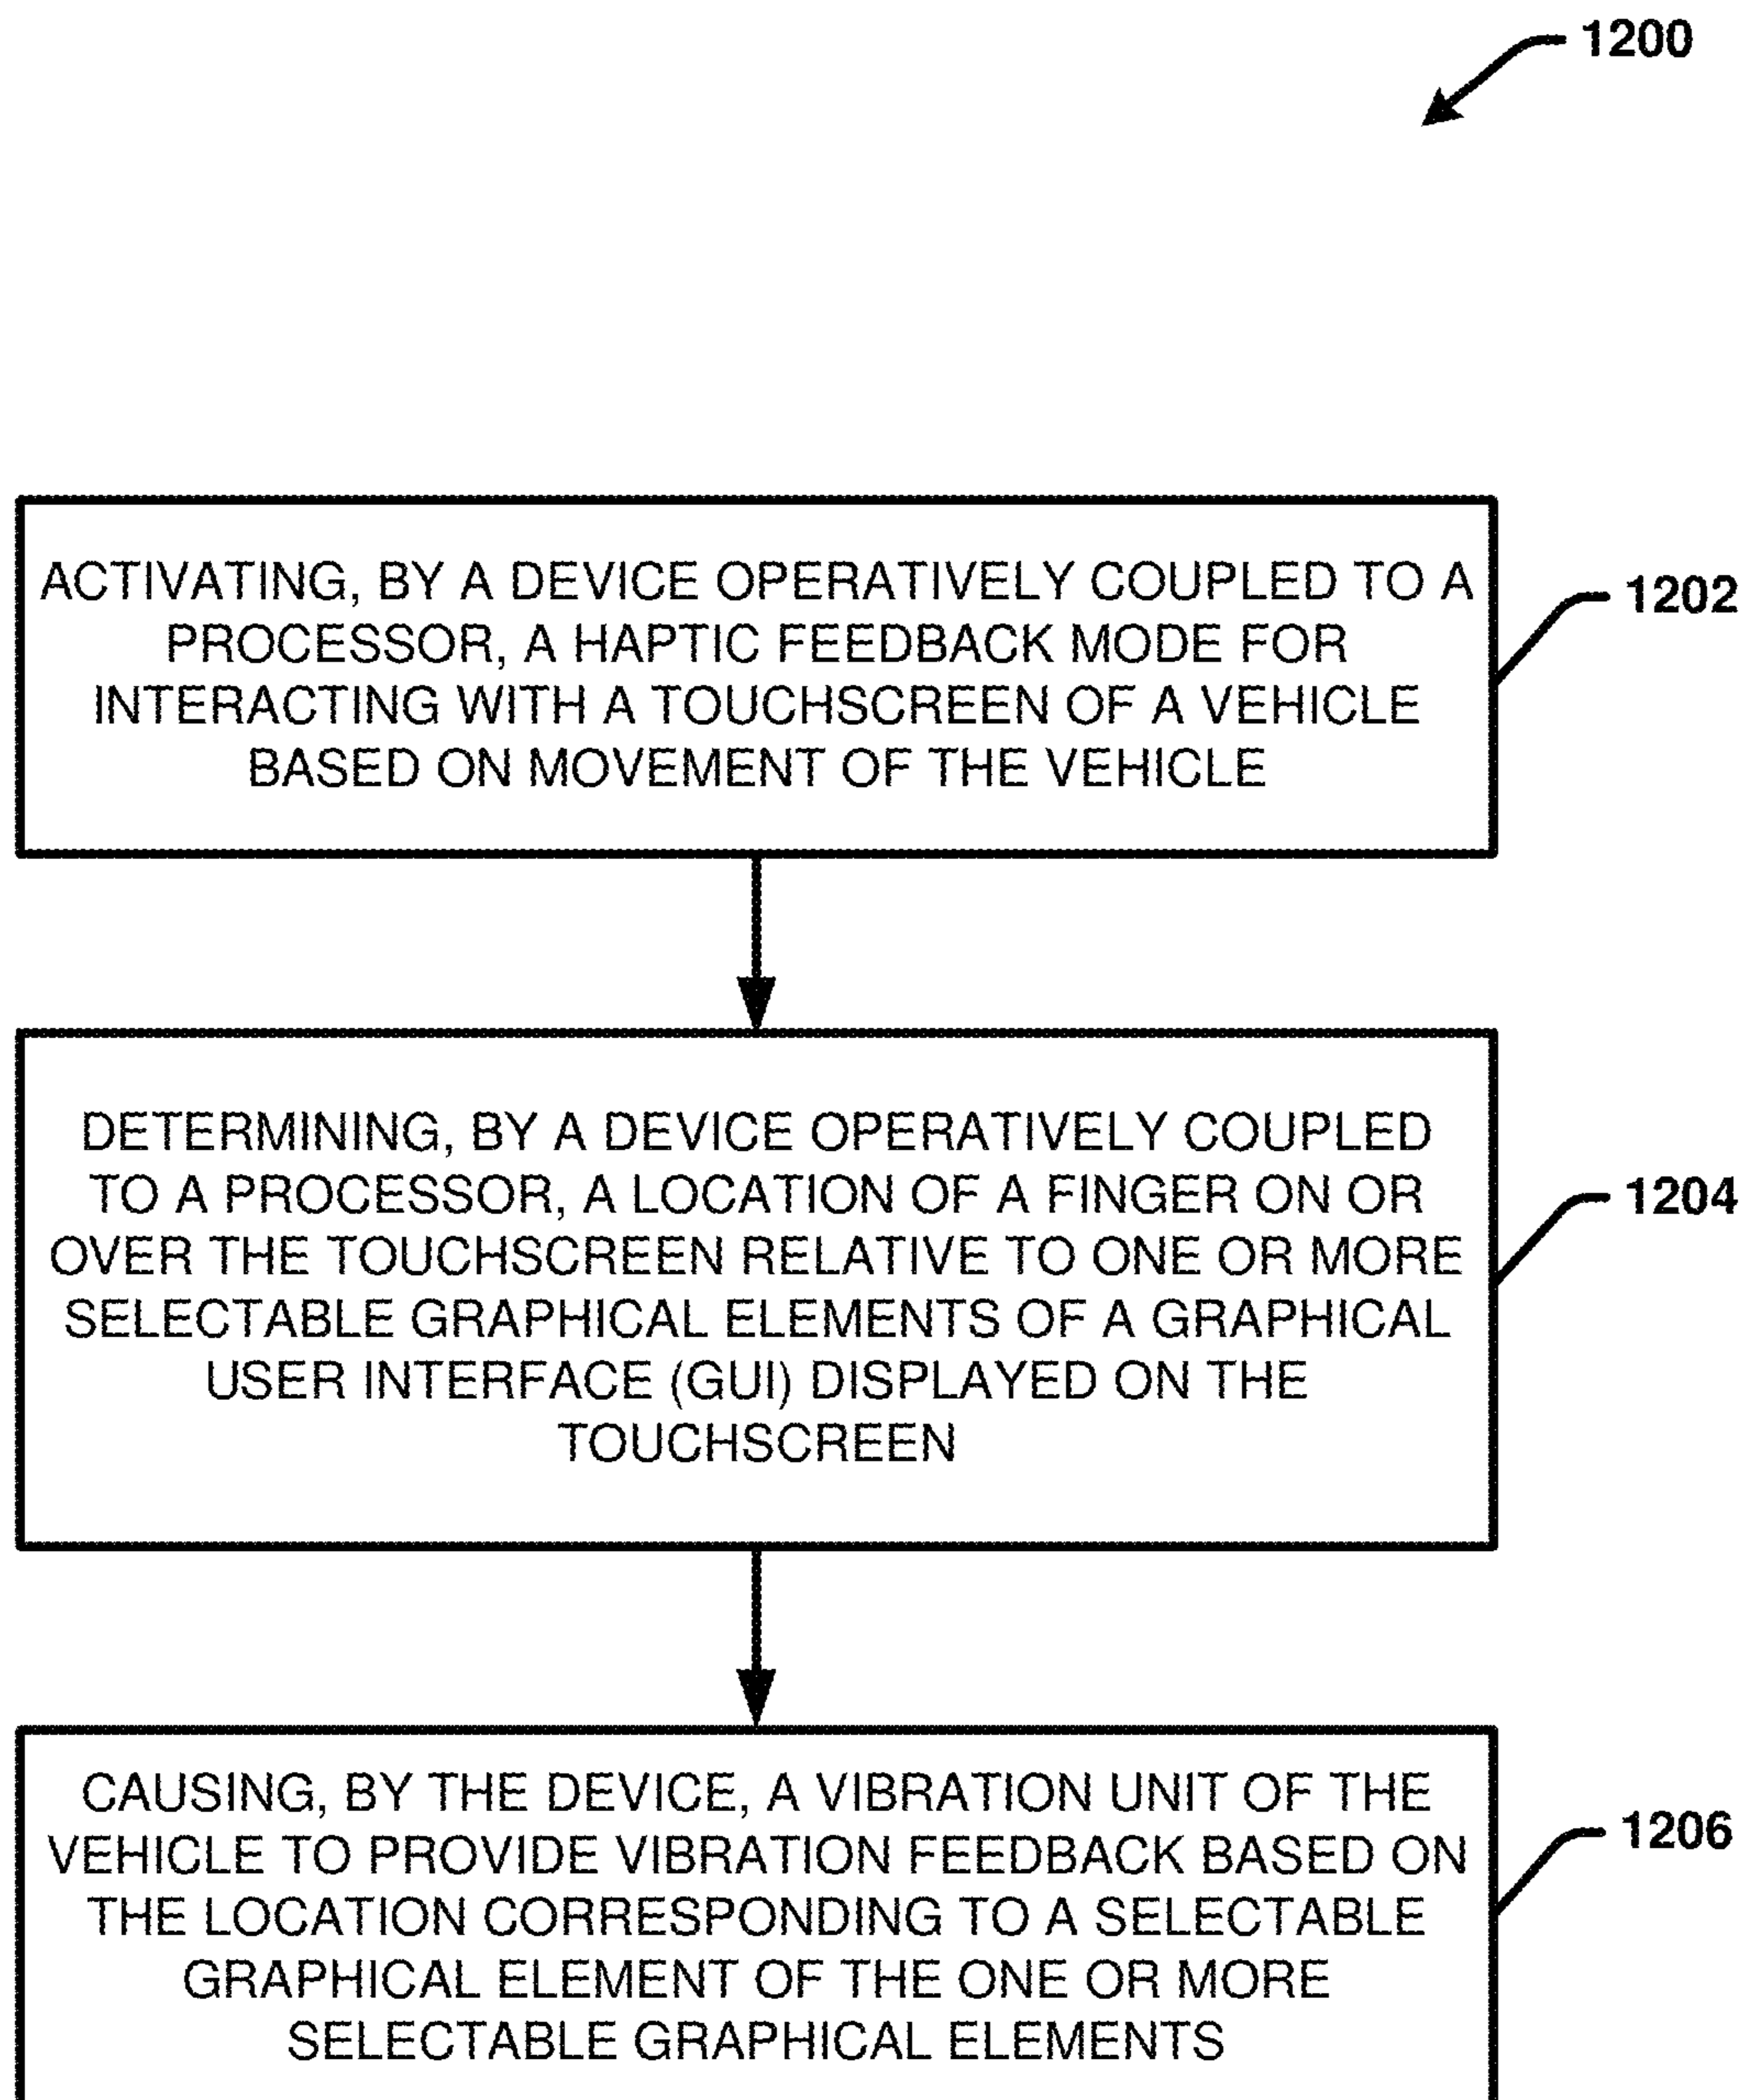 1200
ACTIVATING, BY A DEVICE OPERATIVELY COUPLED TO A
PROCESSOR, A HAPTIC FEEDBACK MODE FOR
INTERACTING WITH A TOUCHSCREEN OF A VEHICLE
BASED ON MOVEMENT OF THE VEHICLE
1202
DETERMINING, BY A DEVICE OPERATIVELY COUPLED
TO A PROCESSOR, A LOCATION OF A FINGER ON OR
OVER THE TOUCHSCREEN RELATIVE TO ONE OR MORE
SELECTABLE GRAPHICAL ELEMENTS OF A GRAPHICAL
USER INTERFACE (GUI) DISPLAYED ON THE
TOUCHSCREEN
1204
CAUSING, BY THE DEVICE, A VIBRATION UNIT OF THE
VEHICLE TO PROVIDE VIBRATION FEEDBACK BASED ON
THE LOCATION CORRESPONDING TO A SELECTABLE
GRAPHICAL ELEMENT OF THE ONE OR MORE
SELECTABLE GRAPHICAL ELEMENTS
1206